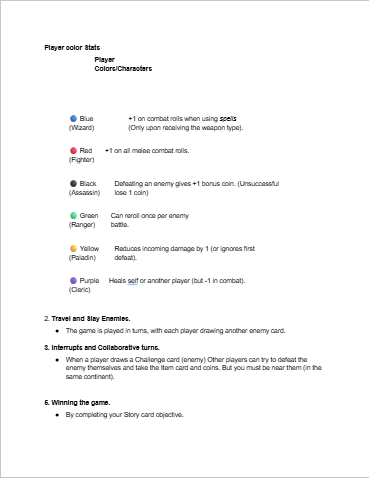 Player color Stats
Player
Colors/Characters
Blue +1 on combat rolls when using spells
(Wizard) (Only upon receiving the weapon type).
Red +1 on all melee combat rolls.
(Fighter)
Black Defeating an enemy gives +1 bonus coin. (Unsuccessful
(Assassin) lose 1 coin)
Green Can reroll once per enemy
(Ranger) battle.
Yellow Reduces incoming damage by 1 (or ignores first
(Paladin) defeat).
Purple Heals self or another player (but -1 in combat).
(Cleric)
2. Travel and Slay Enemies.
● The game is played in turns, with each player drawing another enemy card.
3. Interrupts and Collaborative turns.
● When a player draws a Challenge card (enemy) Other players can try to defeat the
enemy themselves and take the Item card and coins. But you must be near them (in the
same continent).
5. Winning the game.
● By completing your Story card objective.